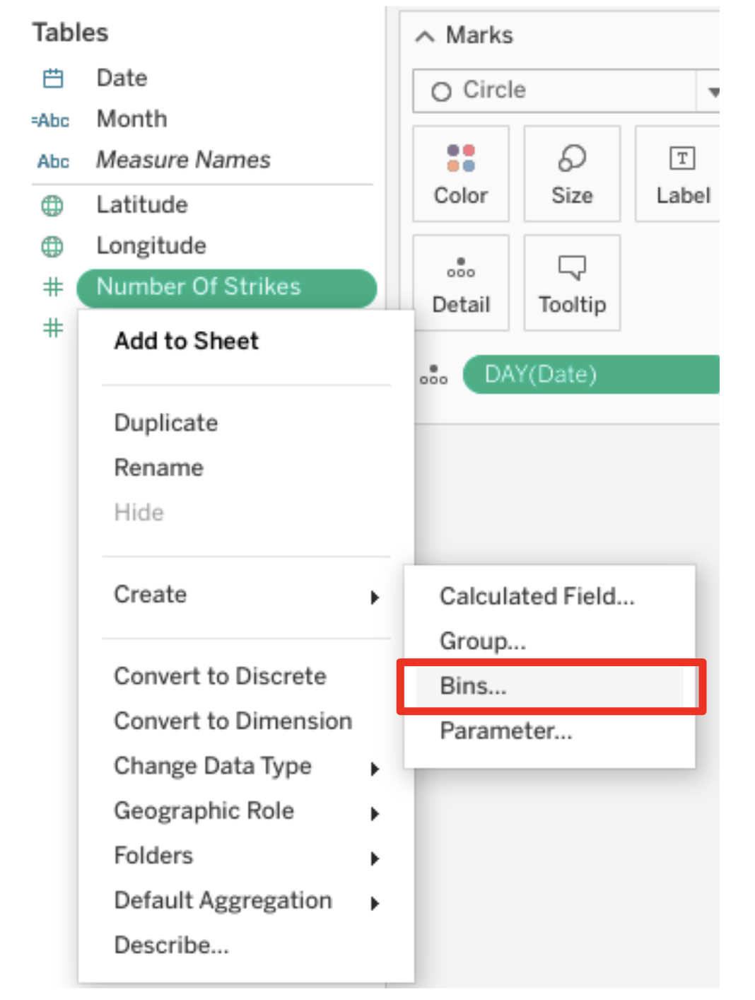 Tables
Date
=Abc Month
Abc Measure Names
Latitude
Longitude
# Number Of Strikes
#
Add to Sheet
Duplicate
Rename
Hide
Create
Convert to Discrete
Convert to Dimension
Change Data Type
Geographic Role
Folders
Default Aggregation
Describe...
Calculated Field...
Group...
Bins...
Parameter...
Marks
Circle
Color
Size
T
Label
Detail
Tooltip
DAY(Date)